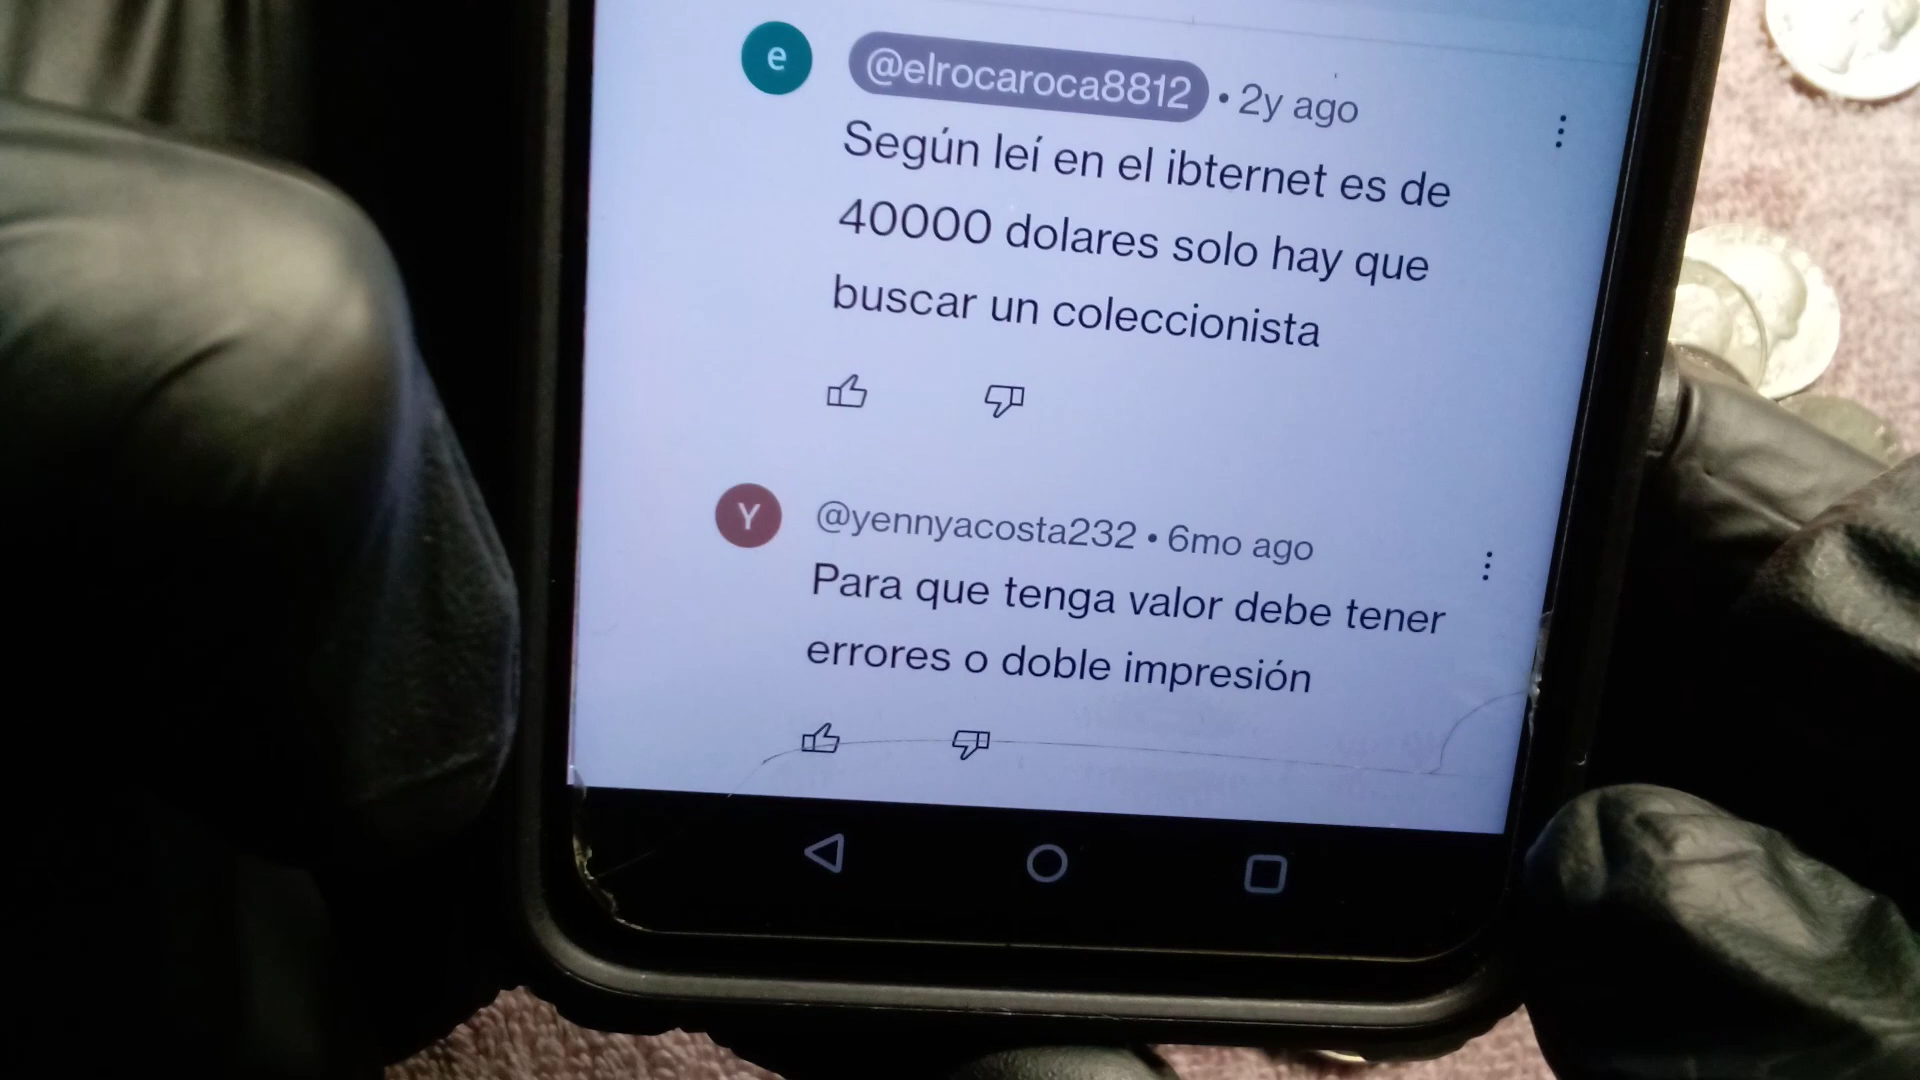 e
@elrocaroca8812 • 2y ago
Según leí en el ibternet es de
40000 dolares solo hay que
buscar un coleccionista
Y
@yennyacosta232 • 6mo ago
Para que tenga valor debe tener
errores o doble impresión